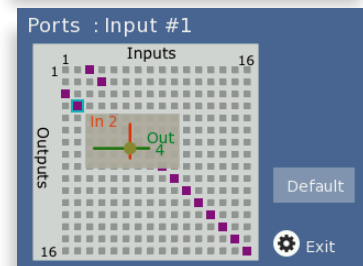 Ports : Input #1
Inputs
1 16
1
In 2
Out
4
Outputs
Default
16
Exit